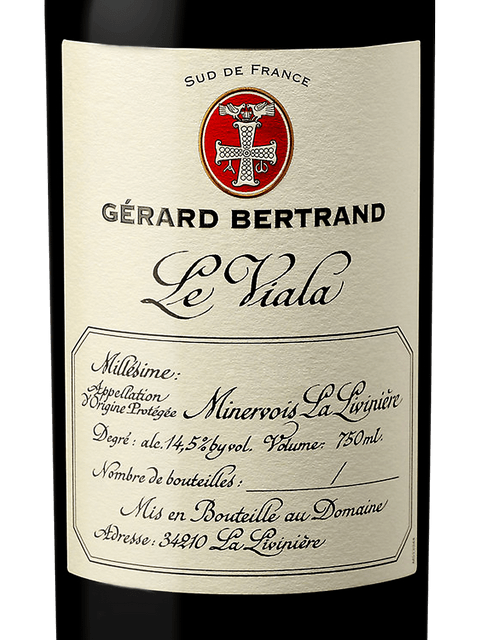 SUD DE FRANCE
GÉRARD BERTRAND
Le Viala
Millésime:
Appellation
d'Origine Protégée Minervois La Livinière
Degré: alc. 14,5% by vol. Volume: 750ml.
Nombre de bouteilles: /
Mis en Bouteille au Domaine
Adresse: 34210 La Livinière